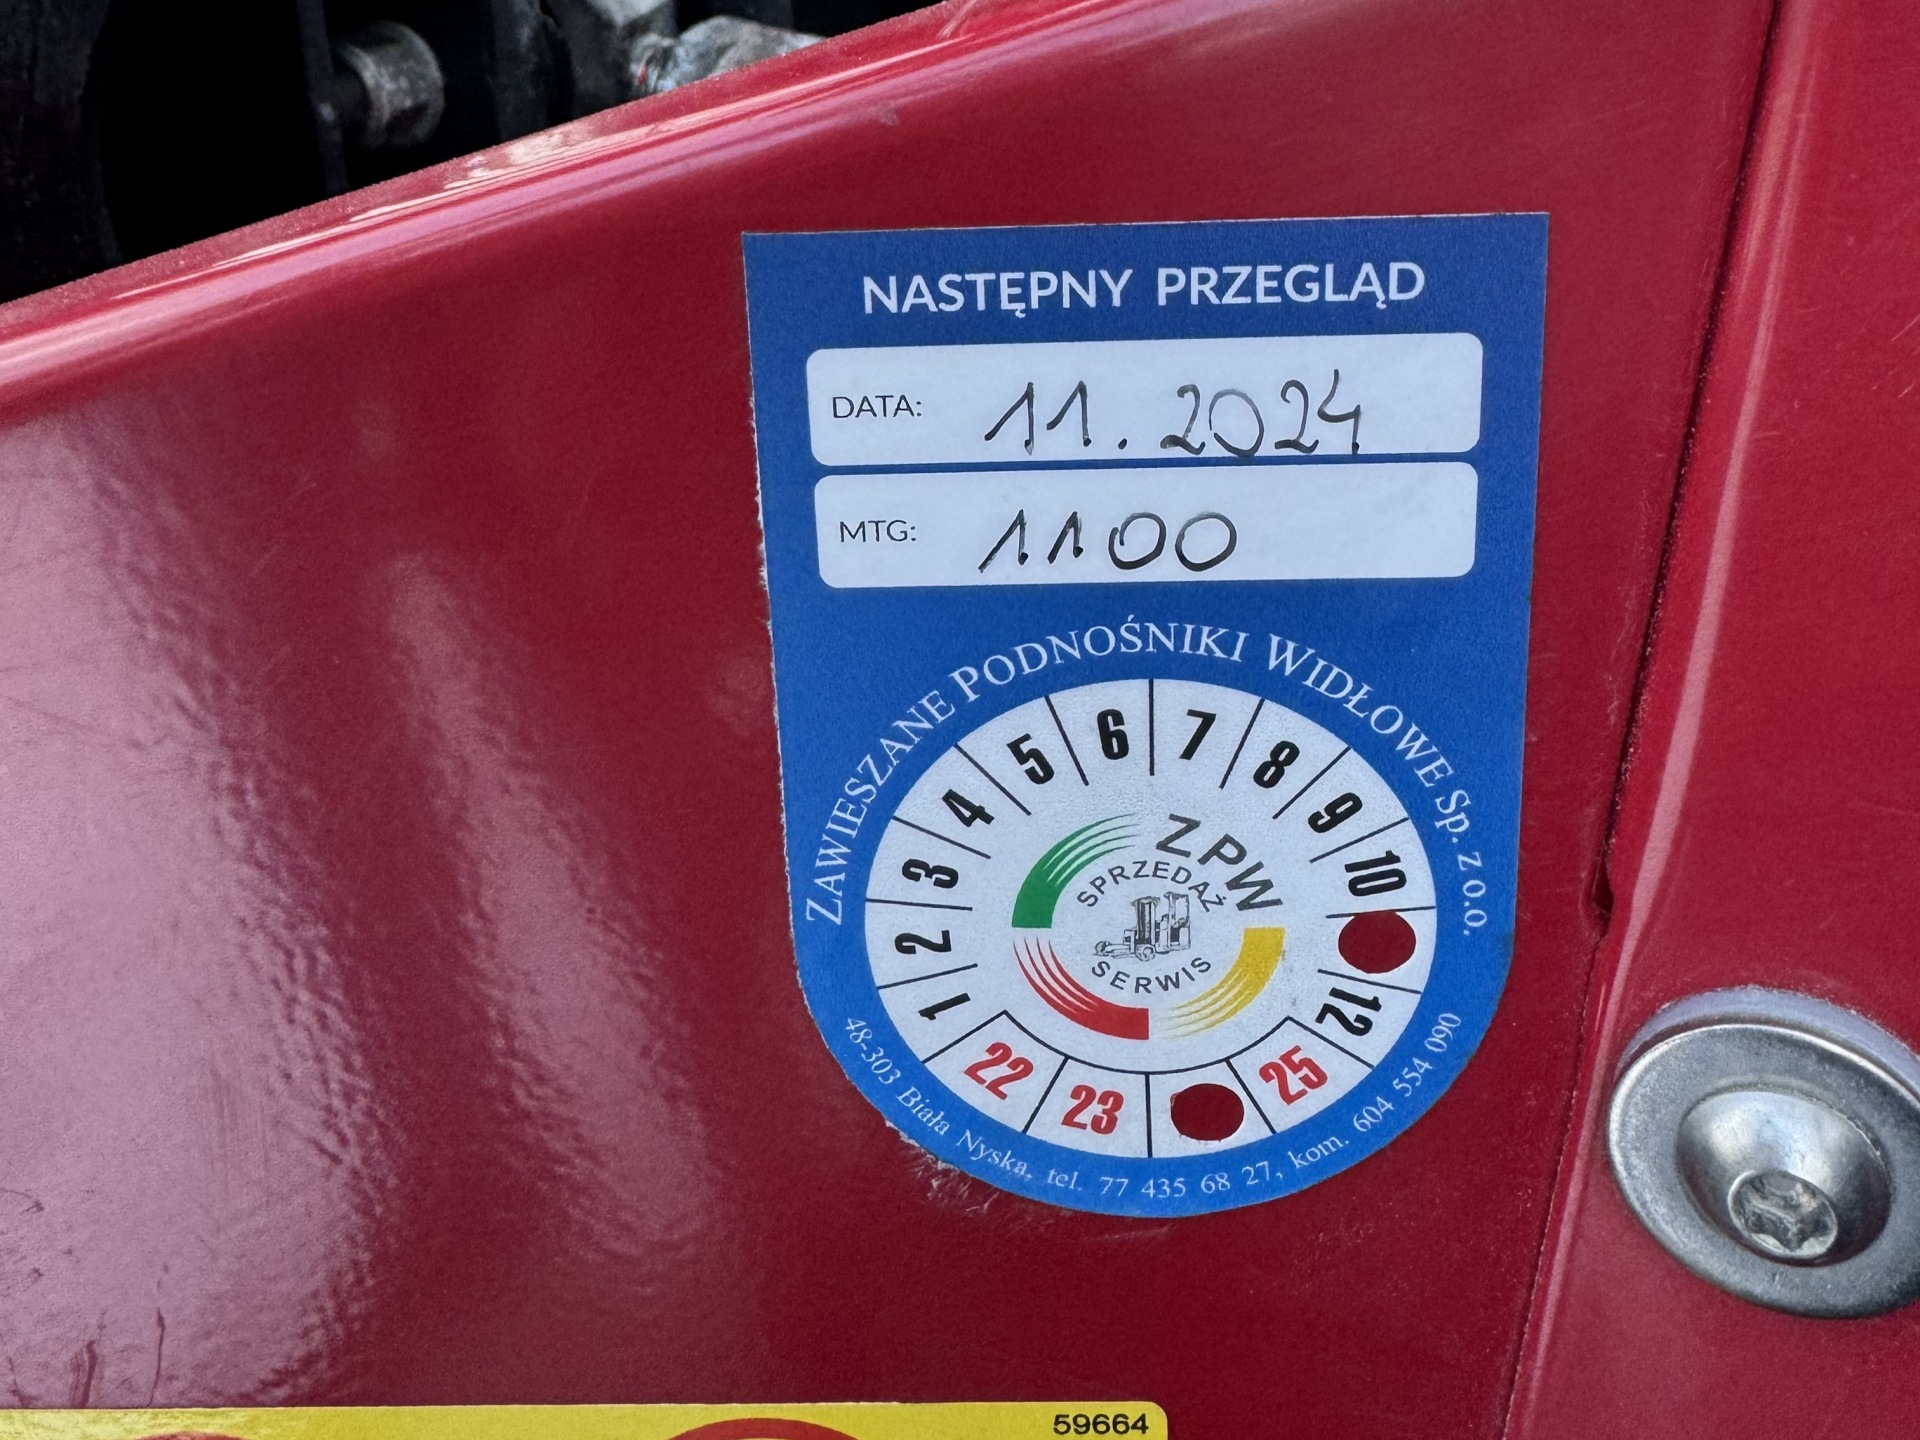 NASTĘPNY PRZEGLĄD
DATA: 11.2024
MTG: 1100
ZAWIESZANE PODNOŚNIKI WIDŁOWE Sp. z o.o.
1 2 3 4 5 6 7 8 9 10 12
ZPW
SPRZEDAŻ
SERWIS
22 23 25
48-303 Biała Nyska, tel. 77 435 68 27, kom. 604 554 090
59664